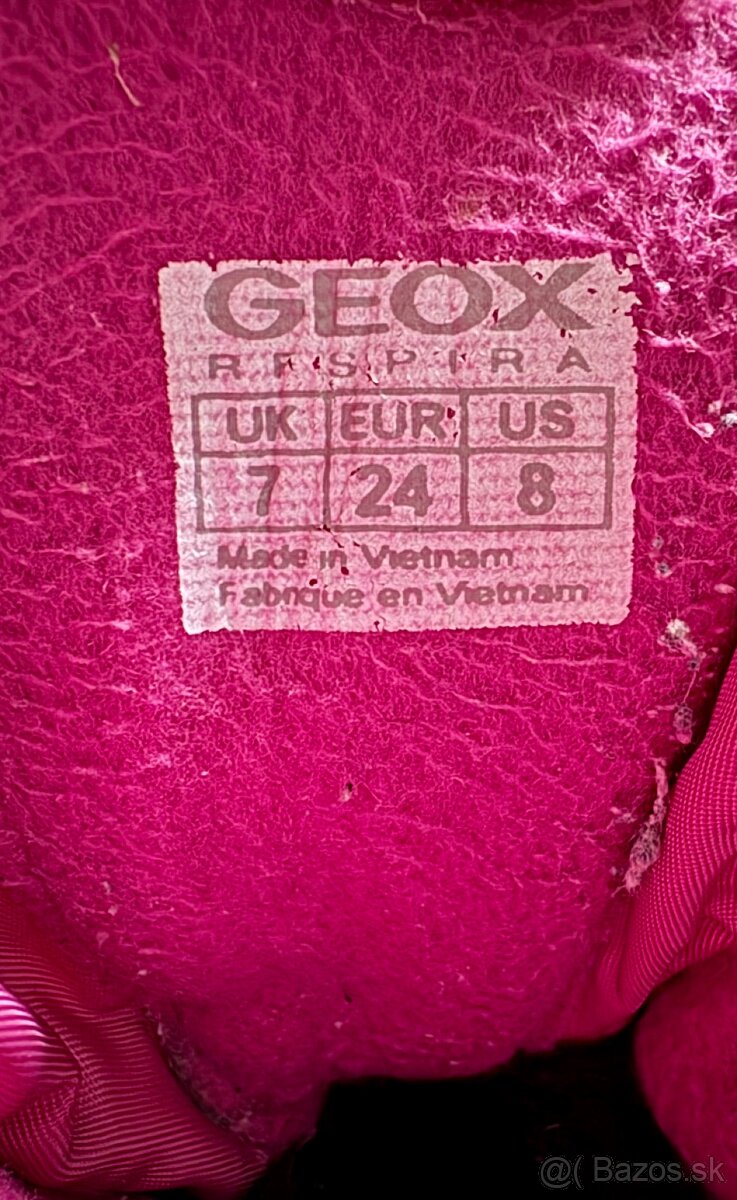 GEOX
RESPIRA
UK EUR US
7 24 8
Made in Vietnam
Fabrique en Vietnam
@( Bazos.sk